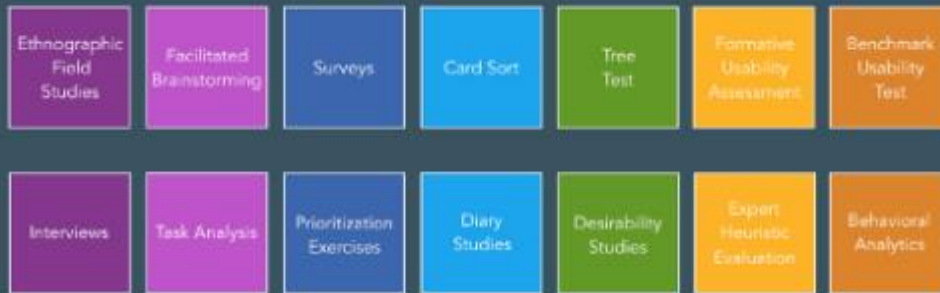 Ethnographic
Field
Studies
Facilitated
Brainstorming
Surveys
Card Sort
Tree
Test
Formative
Usability
Assessment
Benchmark
Usability
Test
Interviews
Task Analysis
Prioritization
Exercises
Diary
Studies
Desirability
Studies
Expert
Heuristic
Evaluation
Behavioral
Analytics